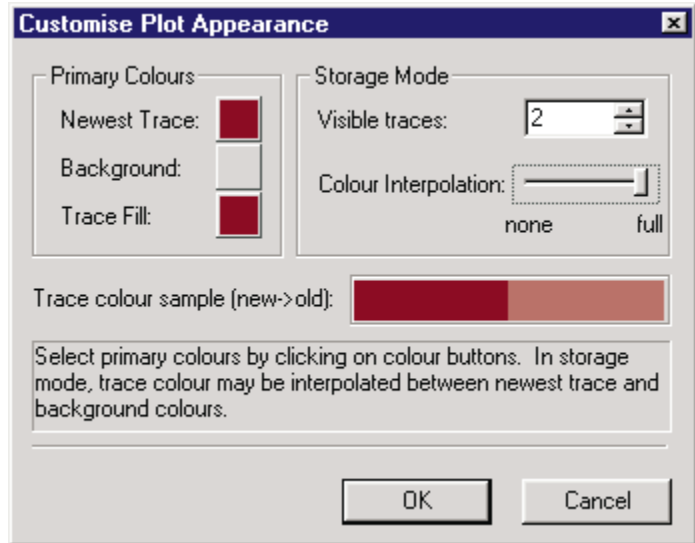 Customise Plot Appearance
Primary Colours
Newest Trace:
Background:
Trace Fill:
Storage Mode
Visible traces: 2
Colour Interpolation:
none full
Trace colour sample (new->old):
Select primary colours by clicking on colour buttons. In storage
mode, trace colour may be interpolated between newest trace and
background colours.
OK Cancel